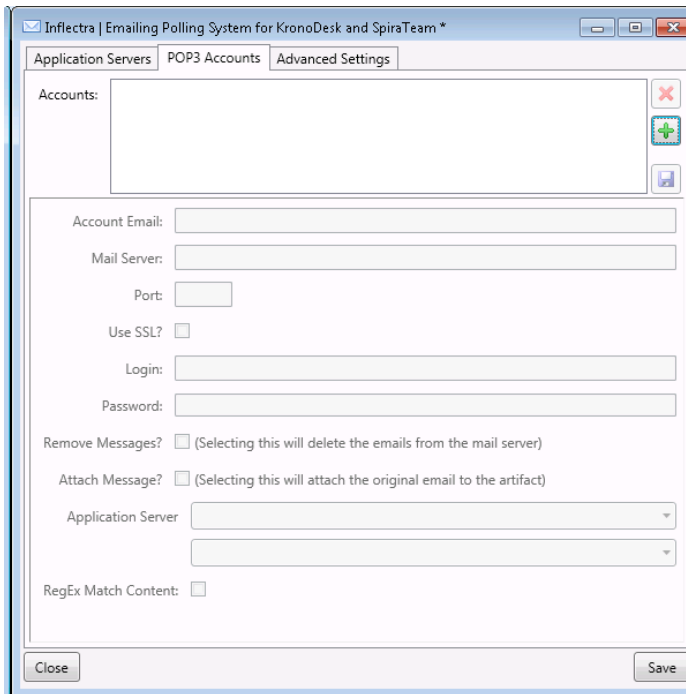 Inflectra | Emailing Polling System for KronoDesk and SpiraTeam *
Application Servers POP3 Accounts Advanced Settings
Accounts:
Account Email:
Mail Server:
Port:
Use SSL?
Login:
Password:
Remove Messages? (Selecting this will delete the emails from the mail server)
Attach Message? (Selecting this will attach the original email to the artifact)
Application Server
RegEx Match Content:
Close Save